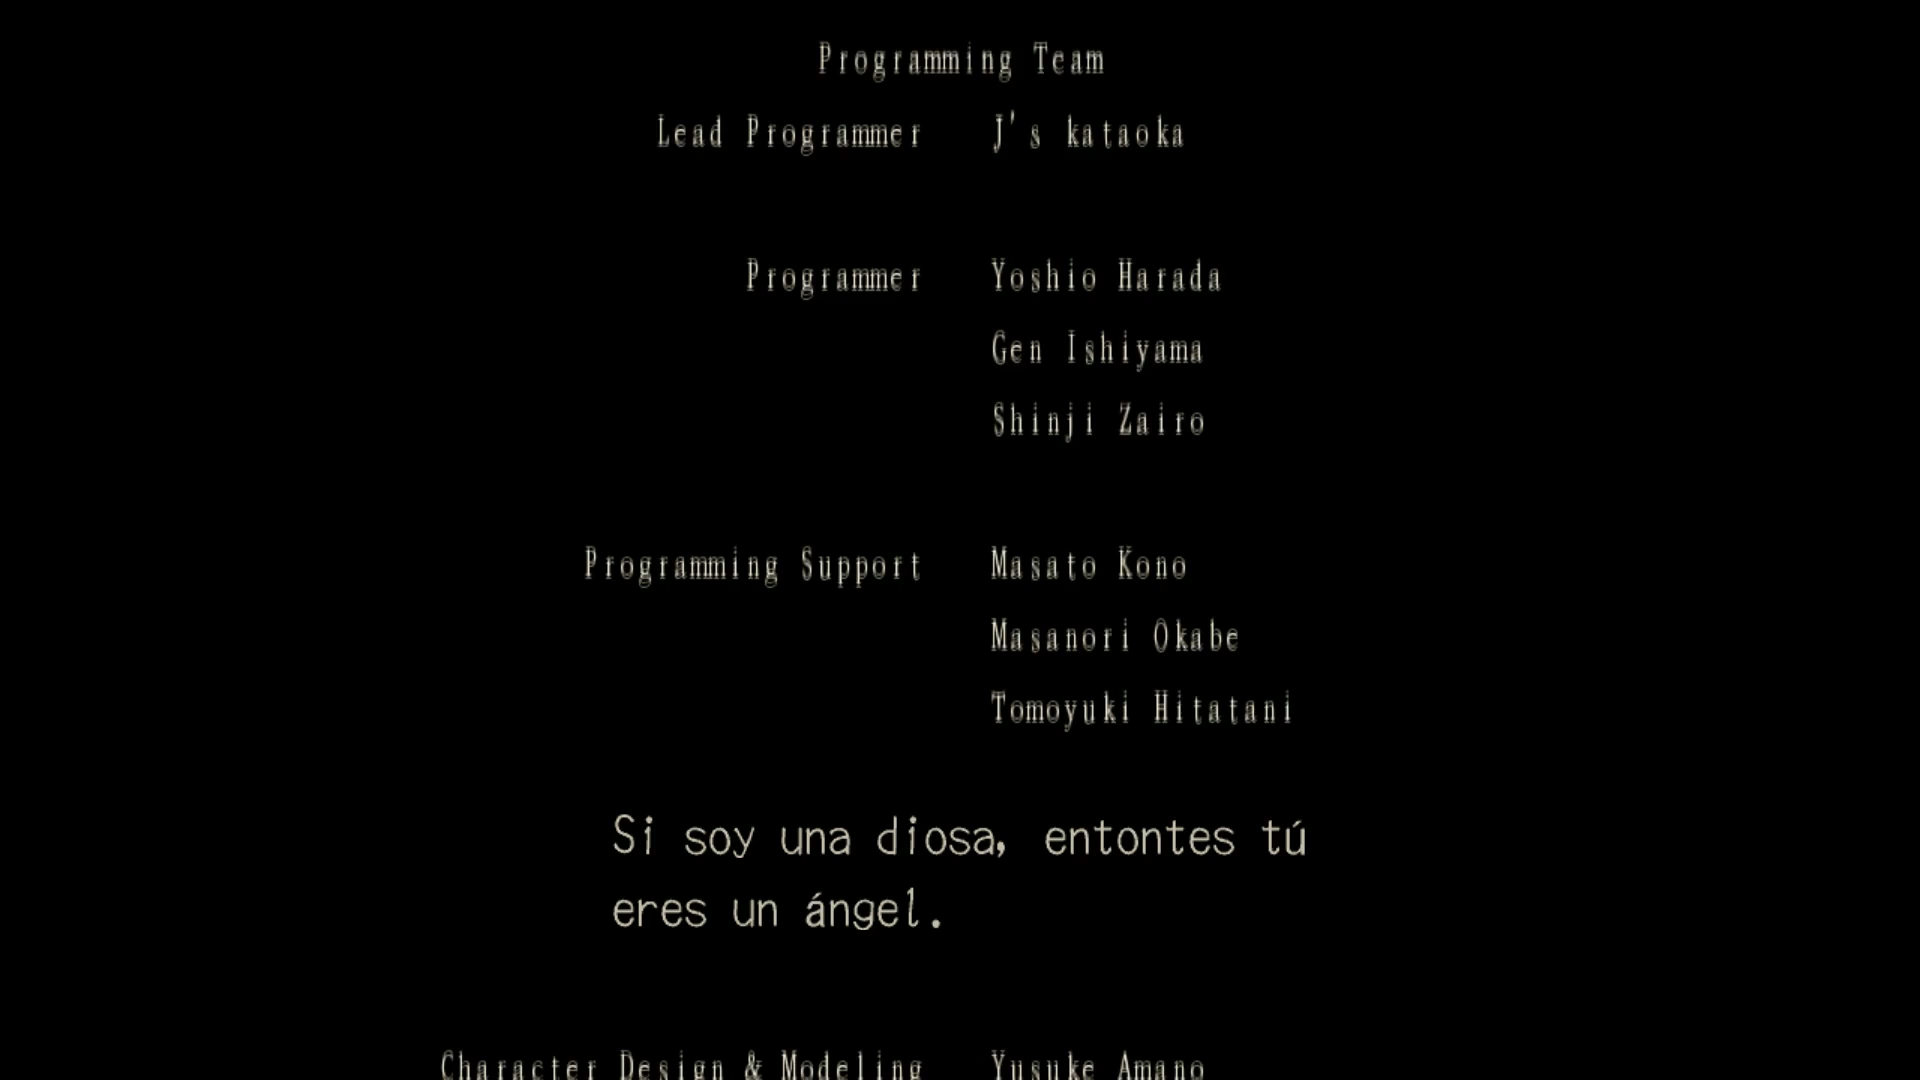 Programming Team
Lead Programmer J's kataoka
Programmer Yoshio Harada
Gen Ishiyama
Shinji Zairo
Programming Support Masato Kono
Masanori Okabe
Tomoyuki Hitatani
Si soy una diosa, entontes tú
eres un ángel.
Character Design & Modeling Yusuke Amano